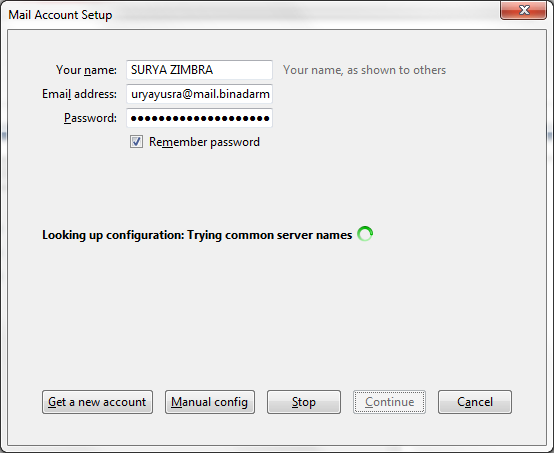 Mail Account Setup
Your name: SURYA ZIMBRA Your name, as shown to others
Email address: uryayusra@mail.binadarm
Password: ●●●●●●●●●●●●●●●●●●●
Remember password
Looking up configuration: Trying common server names
Get a new account Manual config Stop Continue Cancel